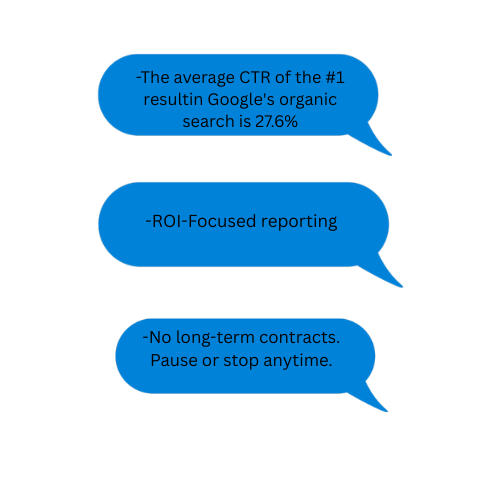 -The average CTR of the #1
resultin Google's organic
search is 27.6%
-ROI-Focused reporting
-No long-term contracts.
Pause or stop anytime.